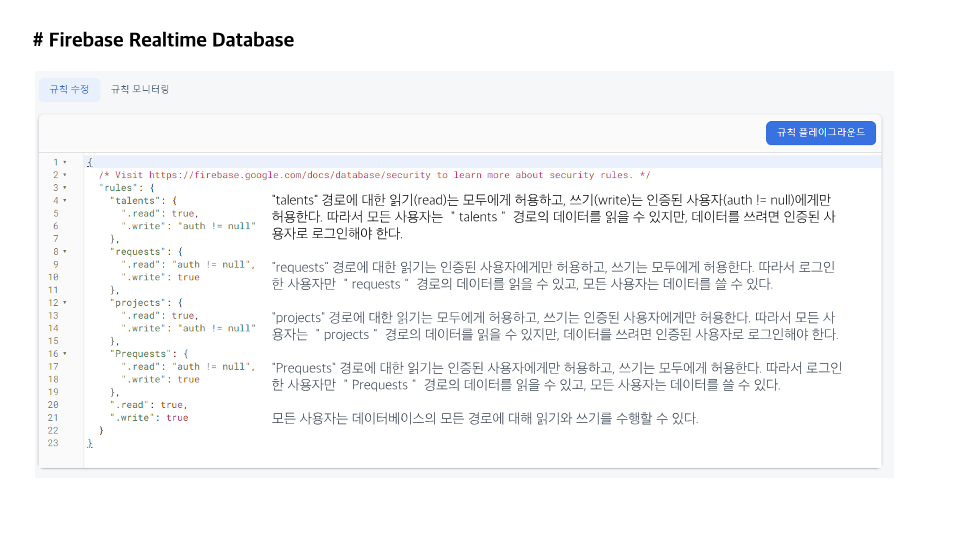 # Firebase Realtime Database
규칙 수정 규칙 모니터링
규칙 플레이그라운드
1 {
2 /* Visit https://firebase.google.com/docs/database/security to learn more about security rules. */
3 "rules": {
4 "talents": {
5 ".read": true,
6 ".write": "auth != null"
7 },
8 "requests": {
9 ".read": "auth != null",
10 ".write": true
11 },
12 "projects": {
13 ".read": true,
14 ".write": "auth != null"
15 },
16 "Prequests": {
17 ".read": "auth != null",
18 ".write": true
19 },
20 ".read": true,
21 ".write": true
22 }
23 }
"talents" 경로에 대한 읽기(read)는 모두에게 허용하고, 쓰기(write)는 인증된 사용자(auth != null)에게만
허용한다. 따라서 모든 사용자는 " talents " 경로의 데이터를 읽을 수 있지만, 데이터를 쓰려면 인증된 사
용자로 로그인해야 한다.
"requests" 경로에 대한 읽기는 인증된 사용자에게만 허용하고, 쓰기는 모두에게 허용한다. 따라서 로그인
한 사용자만 " requests " 경로의 데이터를 읽을 수 있고, 모든 사용자는 데이터를 쓸 수 있다.
"projects" 경로에 대한 읽기는 모두에게 허용하고, 쓰기는 인증된 사용자에게만 허용한다. 따라서 모든 사
용자는 " projects " 경로의 데이터를 읽을 수 있지만, 데이터를 쓰려면 인증된 사용자로 로그인해야 한다.
"Prequests" 경로에 대한 읽기는 인증된 사용자에게만 허용하고, 쓰기는 모두에게 허용한다. 따라서 로그인
한 사용자만 " Prequests " 경로의 데이터를 읽을 수 있고, 모든 사용자는 데이터를 쓸 수 있다.
모든 사용자는 데이터베이스의 모든 경로에 대해 읽기와 쓰기를 수행할 수 있다.